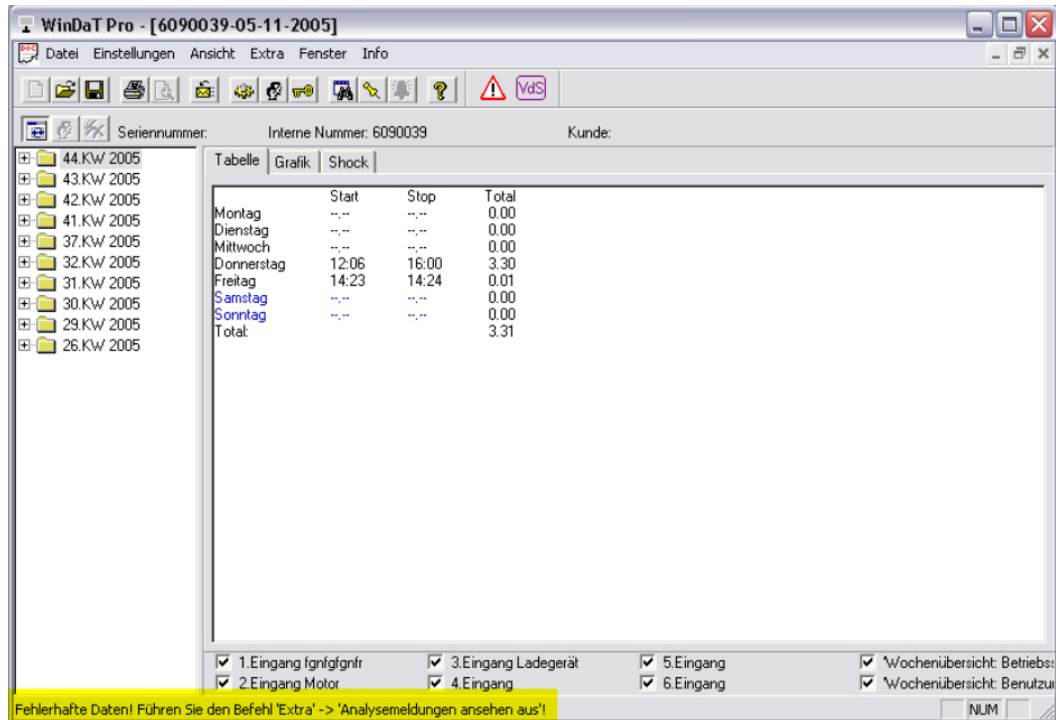 WinDaT Pro - [6090039-05-11-2005]
Datei Einstellungen Ansicht Extra Fenster Info
VdS
Seriennummer: Interne Nummer: 6090039 Kunde:
44.KW 2005
43.KW 2005
42.KW 2005
41.KW 2005
37.KW 2005
32.KW 2005
31.KW 2005
30.KW 2005
29.KW 2005
26.KW 2005
Tabelle Grafik Shock
Start Stop Total
Montag --.-- --.-- 0.00
Dienstag --.-- --.-- 0.00
Mittwoch --.-- --.-- 0.00
Donnerstag 12:06 16:00 3.30
Freitag 14:23 14:24 0.01
Samstag --.-- --.-- 0.00
Sonntag --.-- --.-- 0.00
Total: 3.31
1.Eingang fgnfgfgnfr 3.Eingang Ladegerät 5.Eingang 'Wochenübersicht: Betriebss
2.Eingang Motor 4.Eingang 6.Eingang 'Wochenübersicht: Benutzu
Fehlerhafte Daten! Führen Sie den Befehl 'Extra' -> 'Analysemeldungen ansehen aus'! NUM